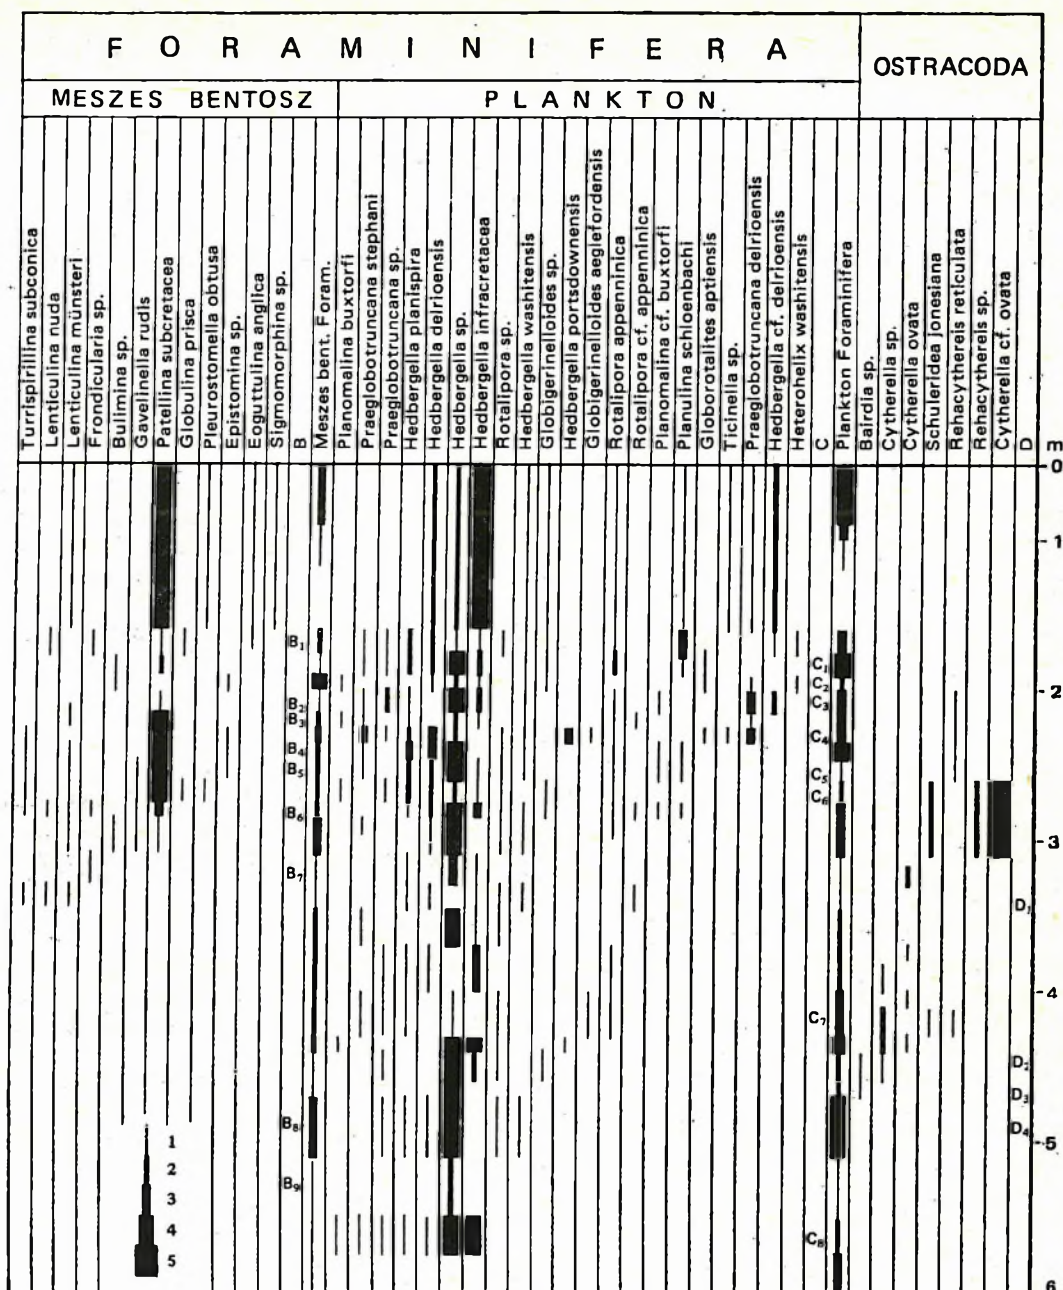 FORAMINIFERA
OSTRACODA
MESZES BENTOSZ
PLANKTON
Turrispirillina subconica
Lenticulina nuda
Lenticulina münsteri
Frondicularia sp.
Bulimina sp.
Gavelinella rudis
Patellina subcretacea
Globulina prisca
Pleurostomella obtusa
Epistomina sp.
Eoguttulina anglica
Sigmomorphina sp.
B
Meszes bent. Foram.
Planomalina buxtorfi
Praeglobotruncana stephani
Praeglobotruncana sp.
Hedbergella planispira
Hedbergella delrioensis
Hedbergella sp.
Hedbergella infracretacea
Rotalipora sp.
Hedbergella washitensis
Globigerinelloides sp.
Hedbergella portsdownensis
Globigerinelloides aeglefordensis
Rotalipora appenninica
Rotalipora cf. appenninica
Planomalina cf. buxtorfi
Planulina schloenbachi
Globorotalites aptiensis
Ticinella sp.
Praeglobotruncana delrioensis
Hedbergella cf. delrioensis
Heterohelix washitensis
C
Plankton Foraminifera
Bairdia sp.
Cytherella sp.
Cytherella ovata
Schuleridea jonesiana
Rehacythereis reticulata
Rehacythereis sp.
Cytherella cf. ovata
D
m
0
1
B₁
C₁
C₂
2
B₂
C₃
B₃
B₄
C₄
B₅
C₅
C₆
B₆
3
B₇
D₁
4
C₇
D₂
D₃
B₈
D₄
1
5
2
B₉
3
4
C₈
5
6